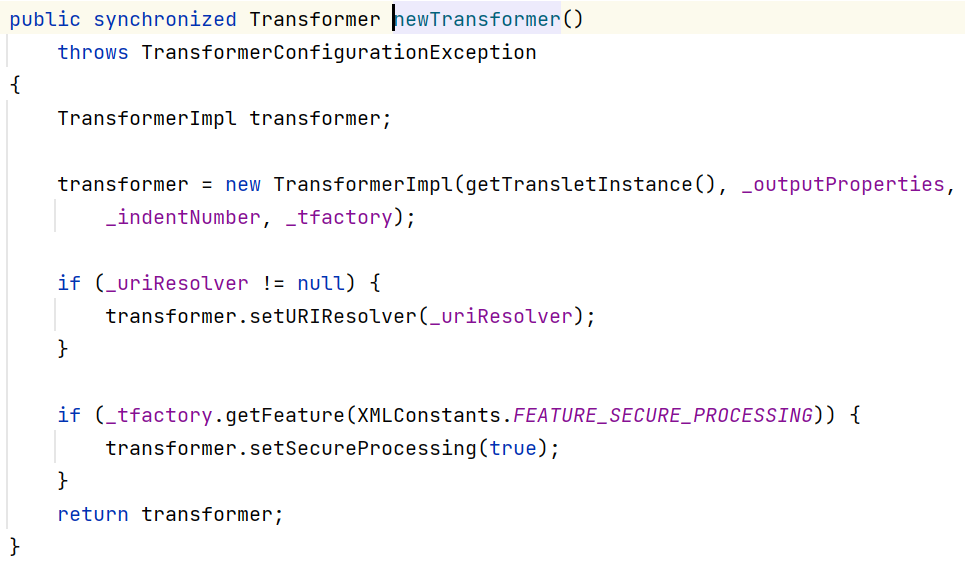 public synchronized Transformer newTransformer()
    throws TransformerConfigurationException
{
    TransformerImpl transformer;

    transformer = new TransformerImpl(getTransletInstance(), _outputProperties,
        _indentNumber, _tfactory);

    if (_uriResolver != null) {
        transformer.setURIResolver(_uriResolver);
    }

    if (_tfactory.getFeature(XMLConstants.FEATURE_SECURE_PROCESSING)) {
        transformer.setSecureProcessing(true);
    }
    return transformer;
}